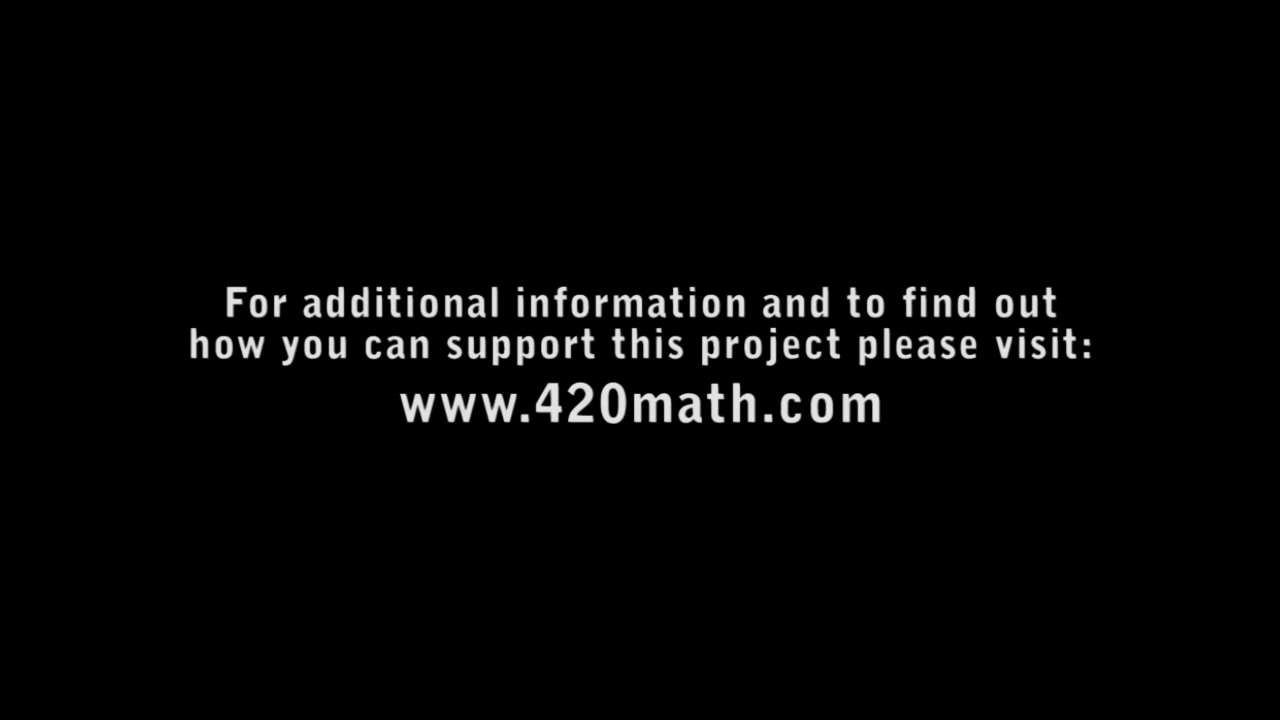 For additional information and to find out
how you can support this project please visit:
www.420math.com